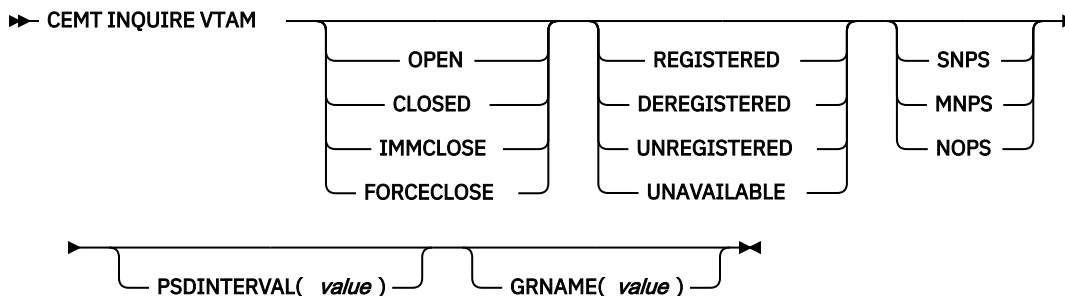 CEMT INQUIRE VTAM
OPEN
CLOSED
IMMCLOSE
FORCECLOSE
REGISTERED
DEREGISTERED
UNREGISTERED
UNAVAILABLE
SNPS
MNPS
NOPS
PSDINTERVAL( value )
GRNAME( value )